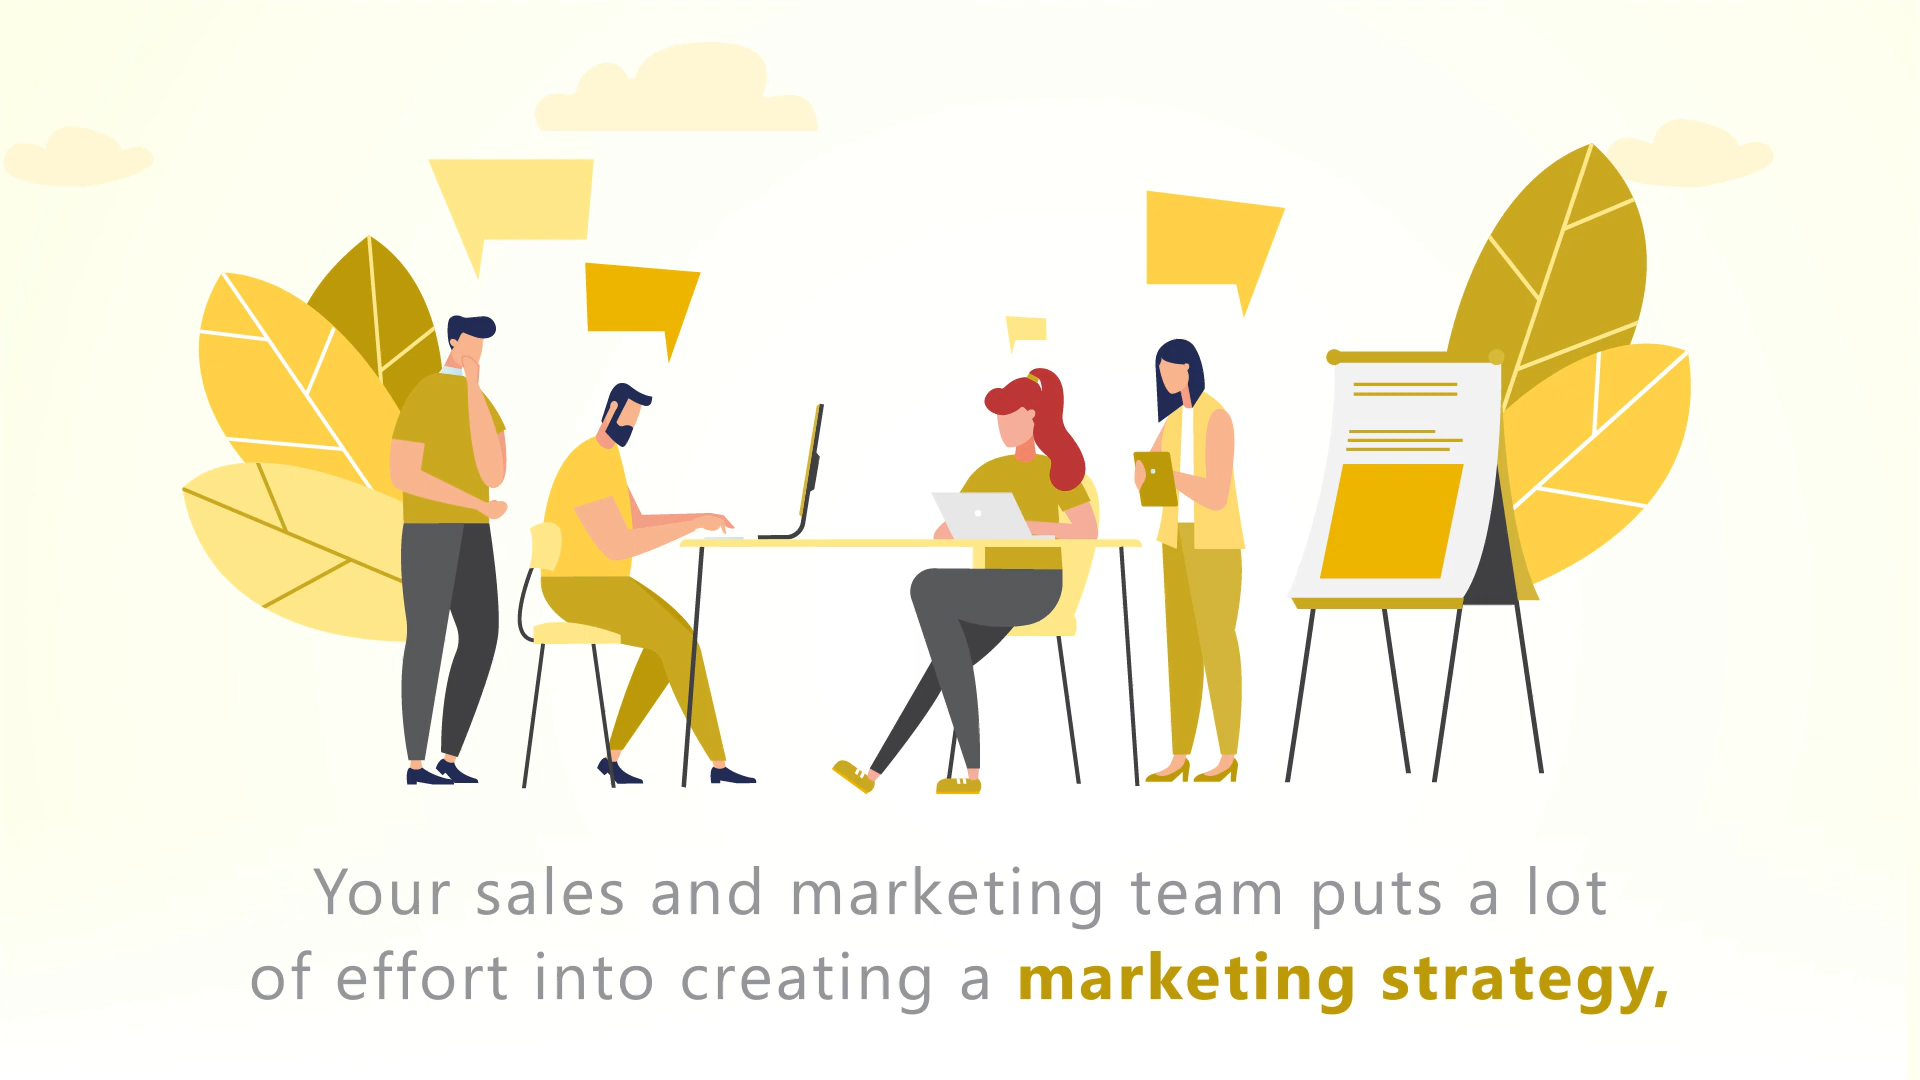 Your sales and marketing team puts a lot
of effort into creating a marketing strategy,